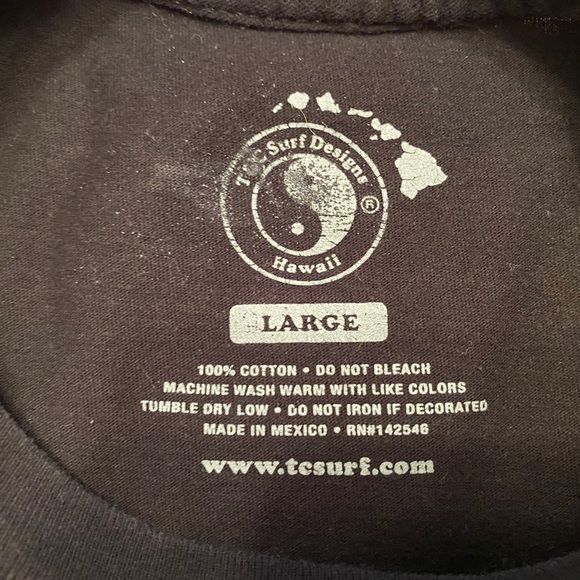 T&C Surf Designs
®
Hawaii
LARGE
100% COTTON • DO NOT BLEACH
MACHINE WASH WARM WITH LIKE COLORS
TUMBLE DRY LOW • DO NOT IRON IF DECORATED
MADE IN MEXICO • RN#142546
www.tcsurf.com